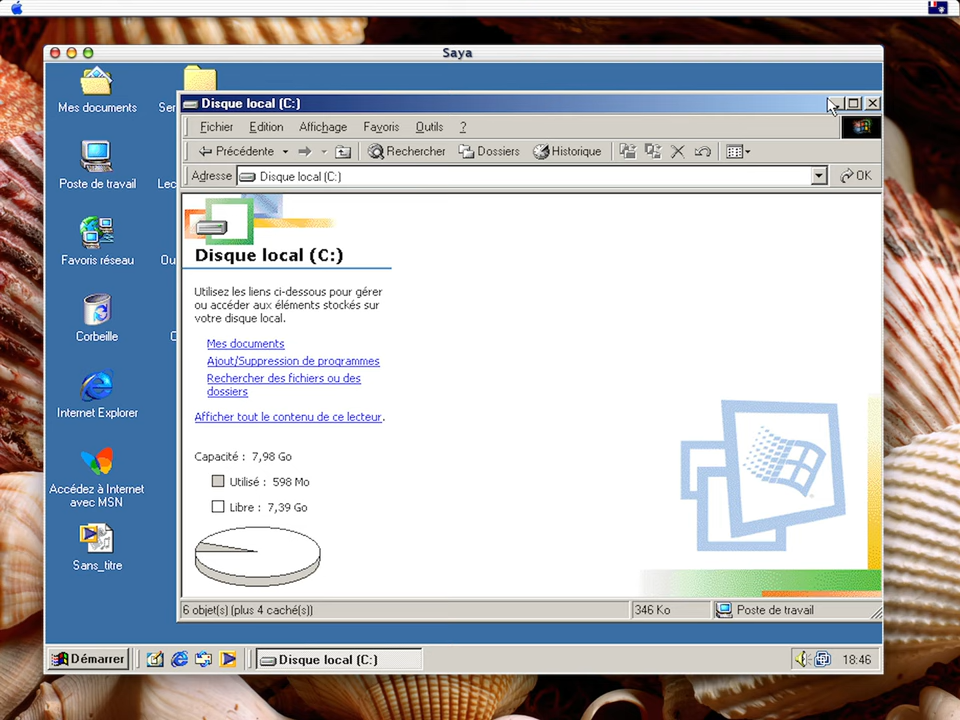 Saya
Mes documents
Ser
Disque local (C:)
Fichier Edition Affichage Favoris Outils ?
Précédente Rechercher Dossiers Historique
Adresse Disque local (C:) OK
Poste de travail
Lec
Favoris réseau
Ou
Corbeille
Internet Explorer
Accédez à Internet
avec MSN
Sans_titre
Disque local (C:)
Utilisez les liens ci-dessous pour gérer
ou accéder aux éléments stockés sur
votre disque local.
Mes documents
Ajout/Suppression de programmes
Rechercher des fichiers ou des
dossiers
Afficher tout le contenu de ce lecteur.
Capacité : 7,98 Go
Utilisé : 598 Mo
Libre : 7,39 Go
6 objet(s) (plus 4 caché(s)) 346 Ko Poste de travail
Démarrer Disque local (C:) 18:46